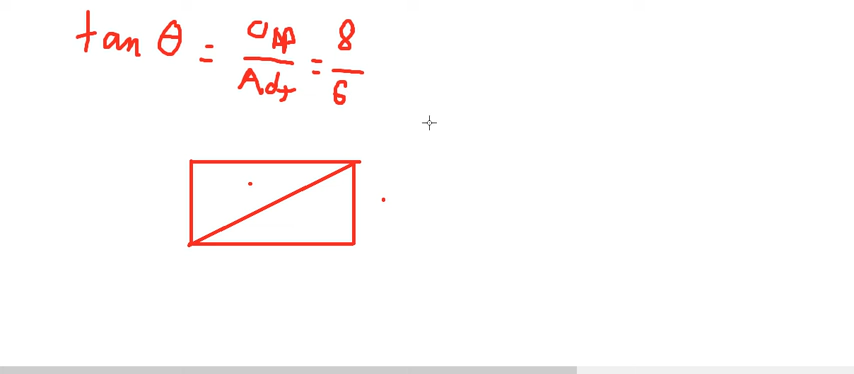 tan θ = opp/Adj = 8/6